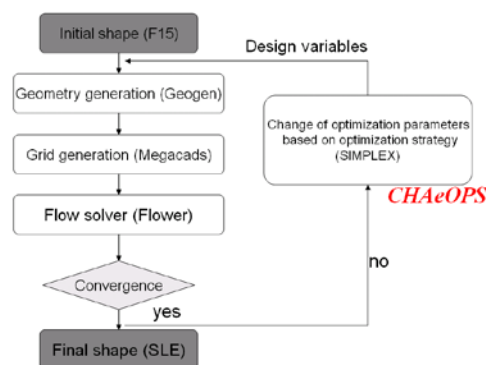 Initial shape (F15)
Design variables
Geometry generation (Geogen)
Grid generation (Megacads)
Change of optimization parameters
based on optimization strategy
(SIMPLEX)
CHAeOPS
Flow solver (Flower)
Convergence
no
yes
Final shape (SLE)